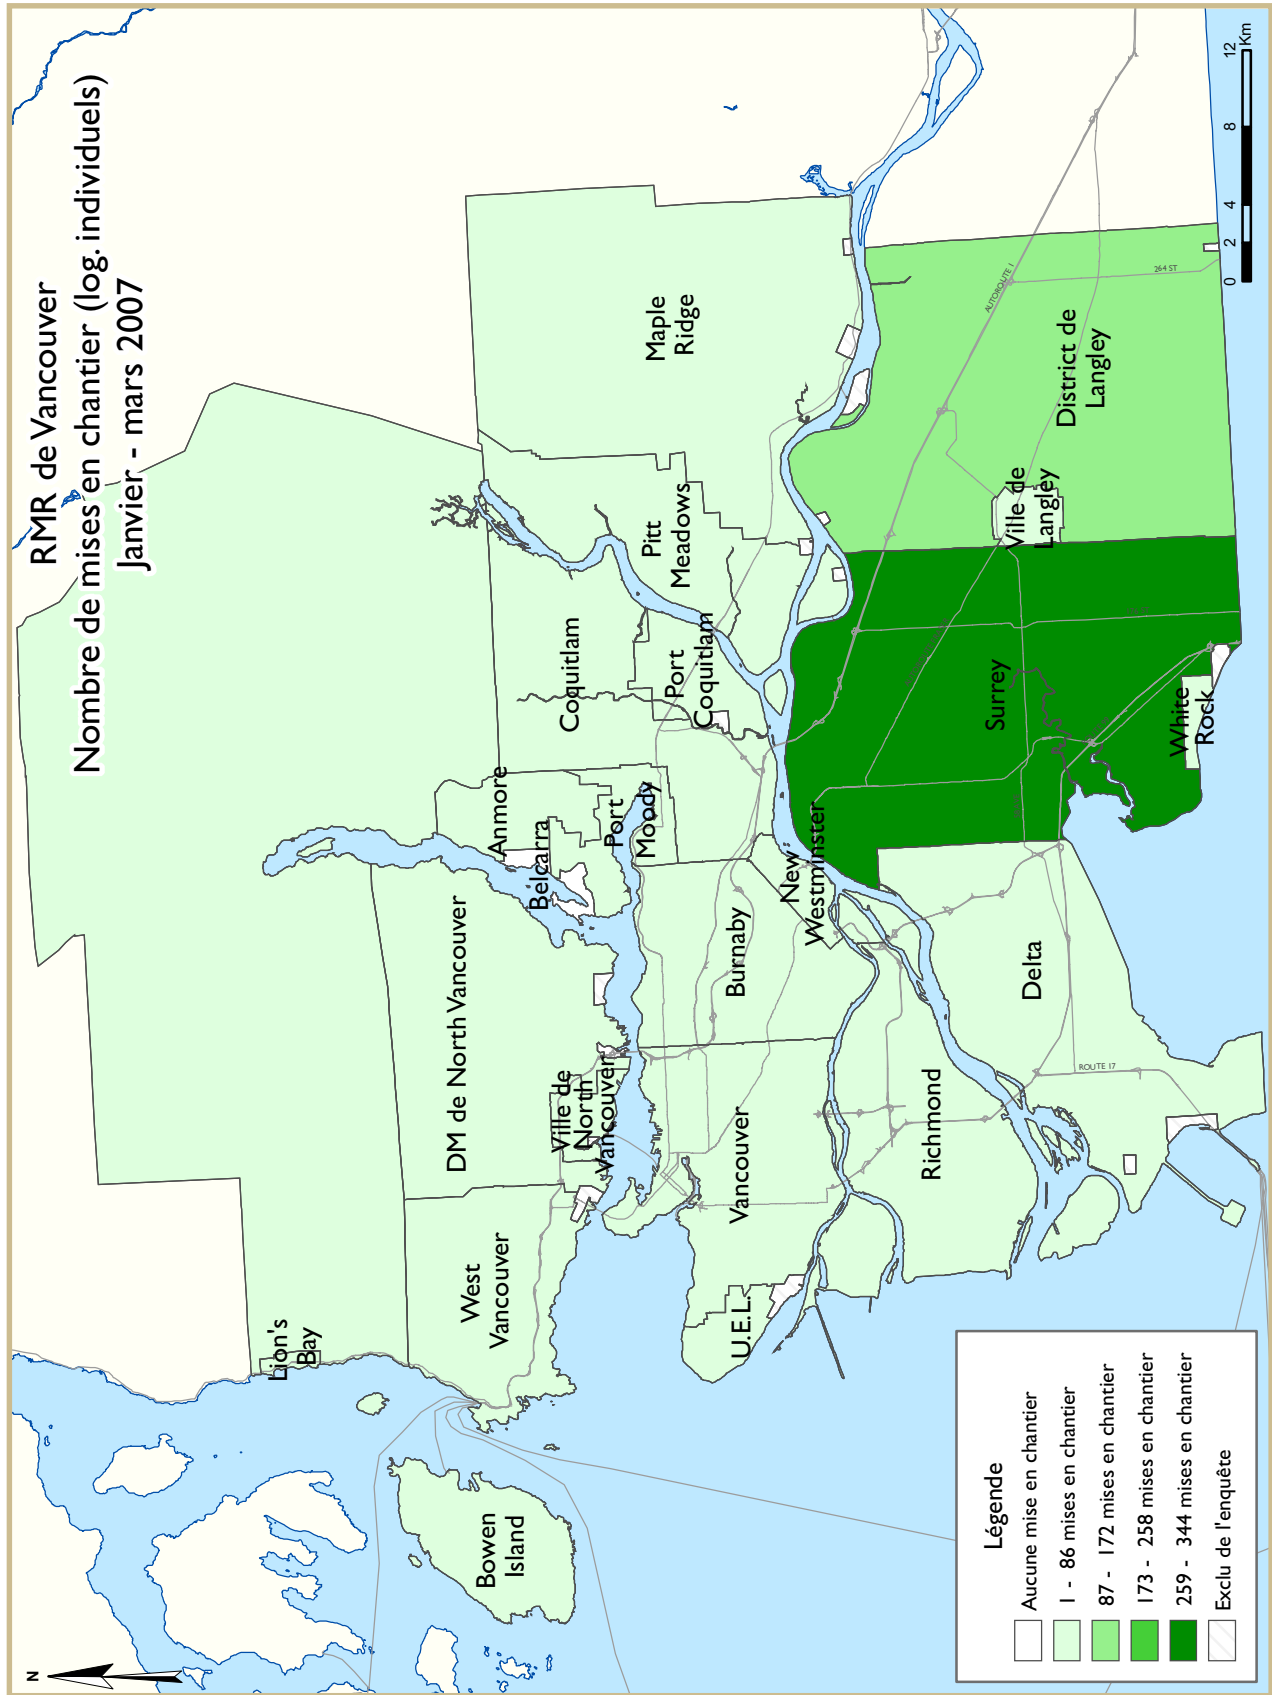 RMR de Vancouver
Nombre de mises en chantier (log. individuels)
Janvier - mars 2007
N
Lion's
Bay
Bowen
Island
West
Vancouver
DM de North Vancouver
Ville de
North
Vancouver
Anmore
Belcarra
Port
Moody
Coquitlam
Port
Coquitlam
Pitt
Meadows
Maple
Ridge
U.E.L.
Vancouver
Burnaby
New
Westminster
Richmond
Delta
Surrey
White
Rock
Ville de
Langley
District de
Langley
AUTOROUTE 1
264 ST
ROUTE 17
Légende
Aucune mise en chantier
1 - 86 mises en chantier
87 - 172 mises en chantier
173 - 258 mises en chantier
259 - 344 mises en chantier
Exclu de l'enquête
0 2 4 8 12
Km